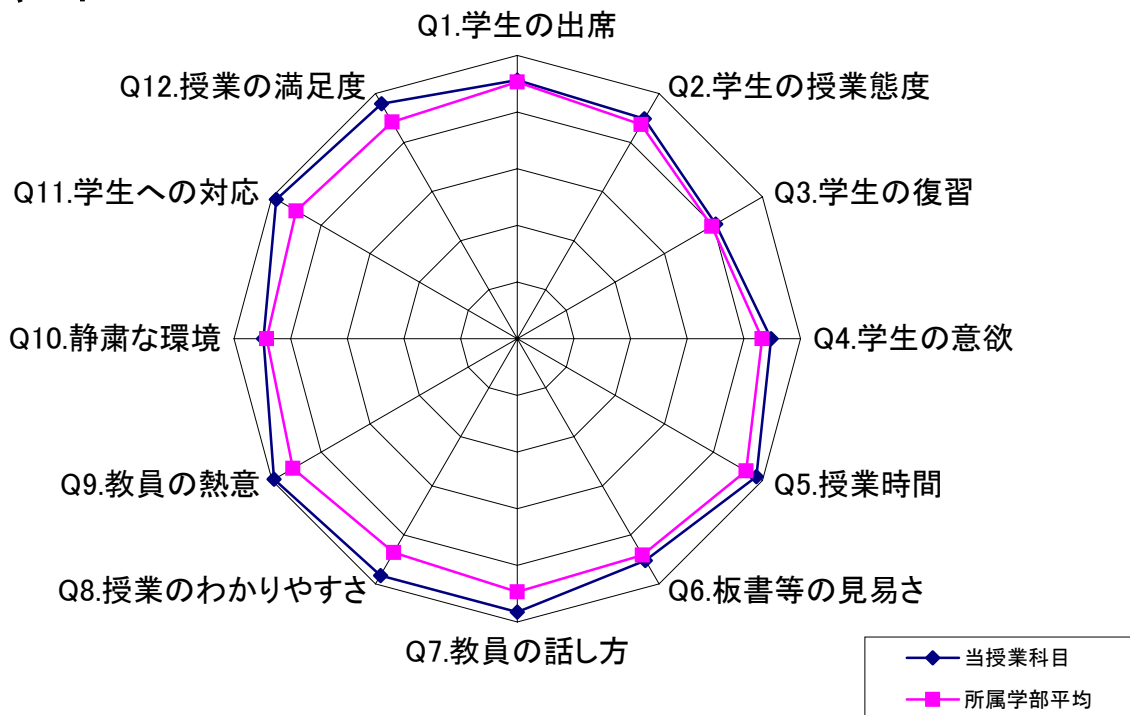 Q1.学生の出席
Q2.学生の授業態度
Q3.学生の復習
Q4.学生の意欲
Q5.授業時間
Q6.板書等の見易さ
Q7.教員の話し方
Q8.授業のわかりやすさ
Q9.教員の熱意
Q10.静粛な環境
Q11.学生への対応
Q12.授業の満足度
当授業科目
所属学部平均